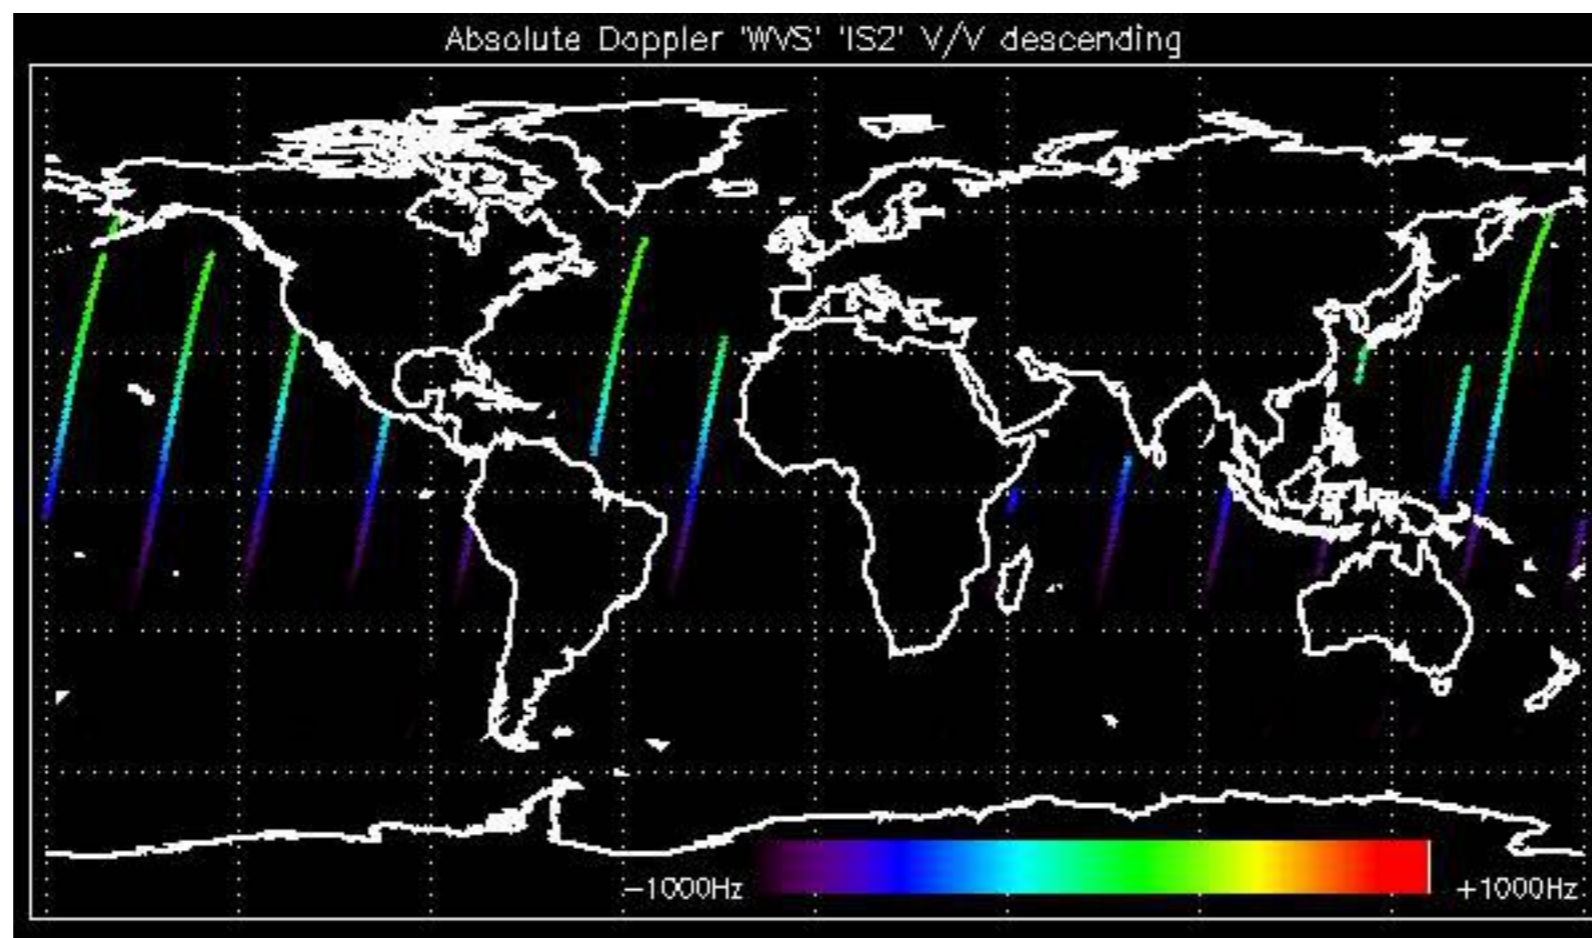 Absolute Doppler 'WVS' 'IS2' V/V descending
−1000Hz +1000Hz